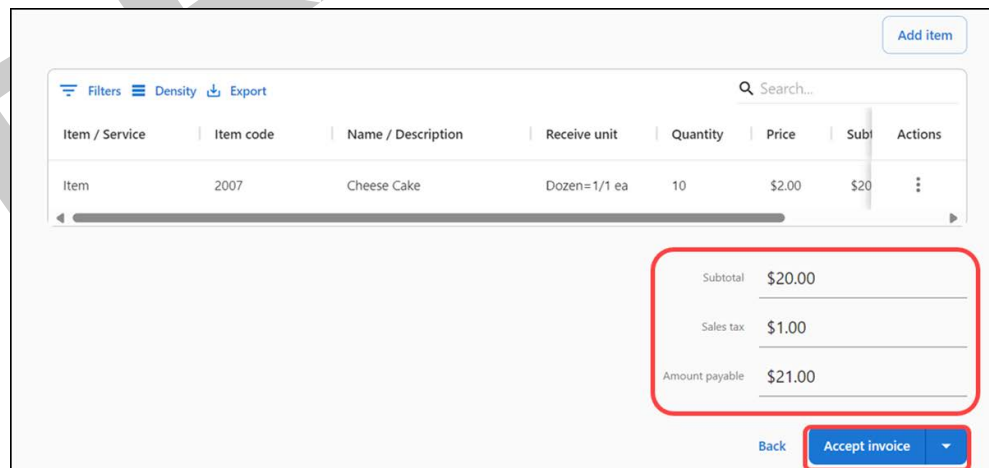 Add item
Filters Density Export Search...
Item / Service Item code Name / Description Receive unit Quantity Price Subt Actions
Item 2007 Cheese Cake Dozen=1/1 ea 10 $2.00 $20
Subtotal $20.00
Sales tax $1.00
Amount payable $21.00
Back Accept invoice